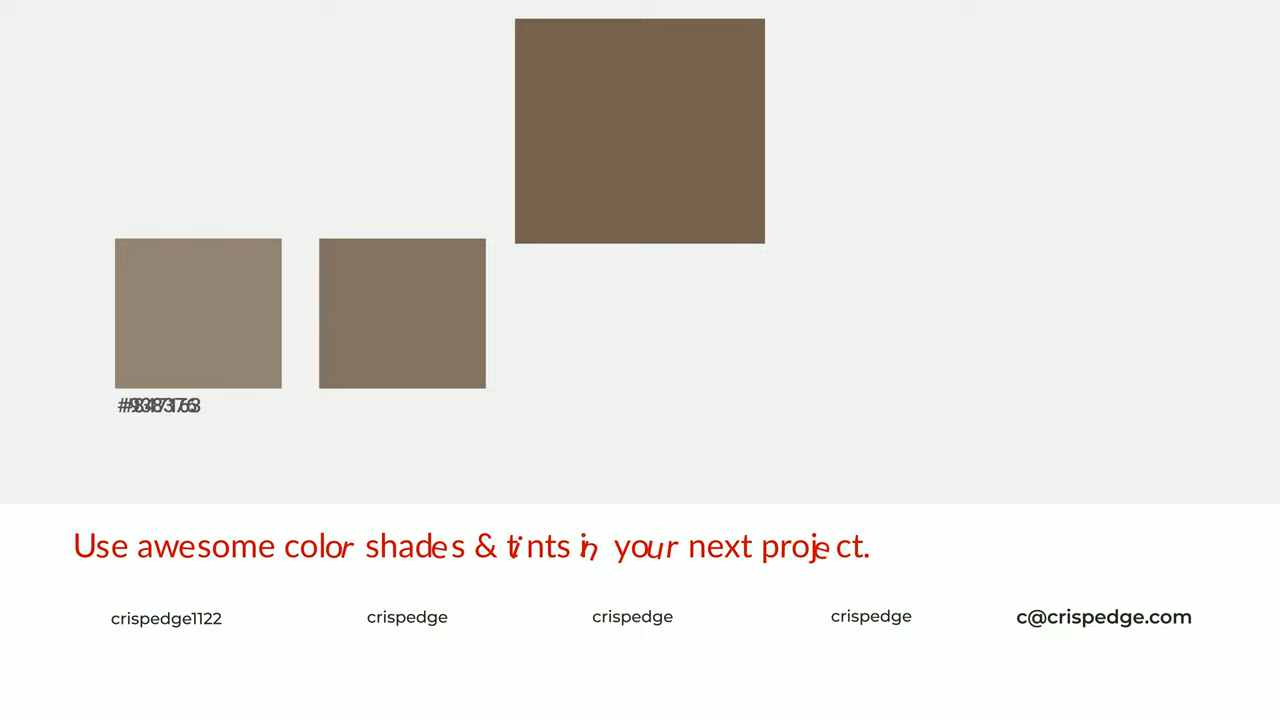 Use awesome color shades & tints in your next project.
crispedge1122 crispedge crispedge crispedge c@crispedge.com